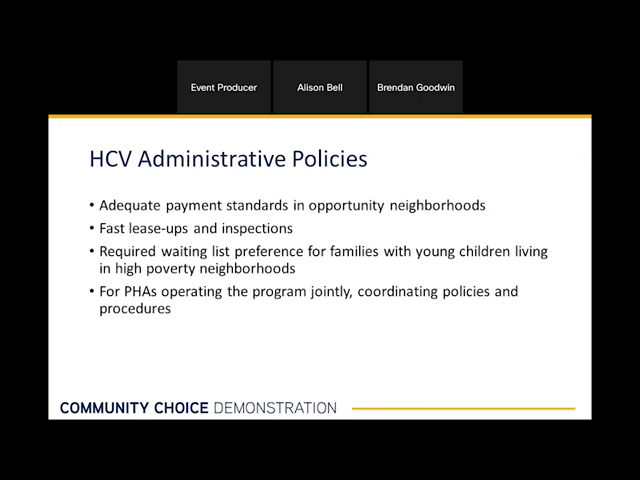 Event Producer
Alison Bell
Brendan Goodwin
HCV Administrative Policies
• Adequate payment standards in opportunity neighborhoods
• Fast lease-ups and inspections
• Required waiting list preference for families with young children living
in high poverty neighborhoods
• For PHAs operating the program jointly, coordinating policies and
procedures
COMMUNITY CHOICE DEMONSTRATION